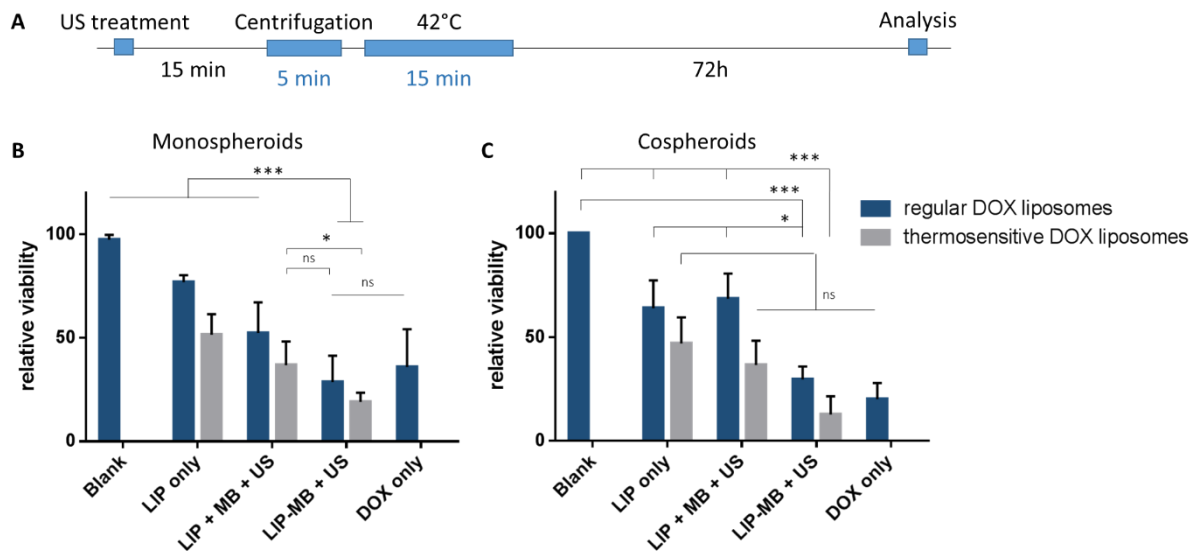 A
US treatment
Centrifugation
42°C
Analysis
15 min
5 min
15 min
72h
B
Monospheroids
***
*
ns
ns
relative viability
100
50
0
Blank
LIP only
LIP + MB + US
LIP-MB + US
DOX only
C
Cospheroids
***
***
*
ns
relative viability
100
50
0
Blank
LIP only
LIP + MB + US
LIP-MB + US
DOX only
regular DOX liposomes
thermosensitive DOX liposomes